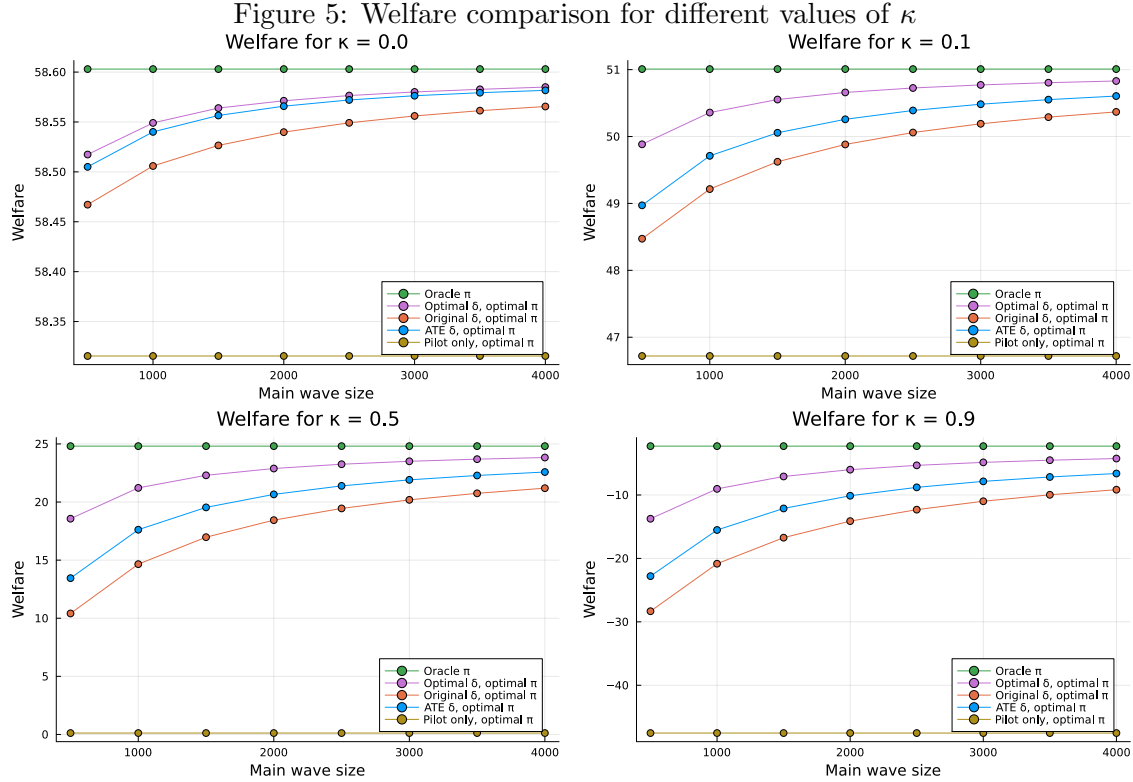 Figure 5: Welfare comparison for different values of κ
Welfare for κ = 0.0
58.60
58.55
58.50
58.45
58.40
58.35
Welfare
1000
2000
3000
4000
Main wave size
Oracle π
Optimal δ, optimal π
Original δ, optimal π
ATE δ, optimal π
Pilot only, optimal π
Welfare for κ = 0.1
51
50
49
48
47
Welfare
1000
2000
3000
4000
Main wave size
Oracle π
Optimal δ, optimal π
Original δ, optimal π
ATE δ, optimal π
Pilot only, optimal π
Welfare for κ = 0.5
25
20
15
10
5
0
Welfare
1000
2000
3000
4000
Main wave size
Oracle π
Optimal δ, optimal π
Original δ, optimal π
ATE δ, optimal π
Pilot only, optimal π
Welfare for κ = 0.9
−10
−20
−30
−40
Welfare
1000
2000
3000
4000
Main wave size
Oracle π
Optimal δ, optimal π
Original δ, optimal π
ATE δ, optimal π
Pilot only, optimal π